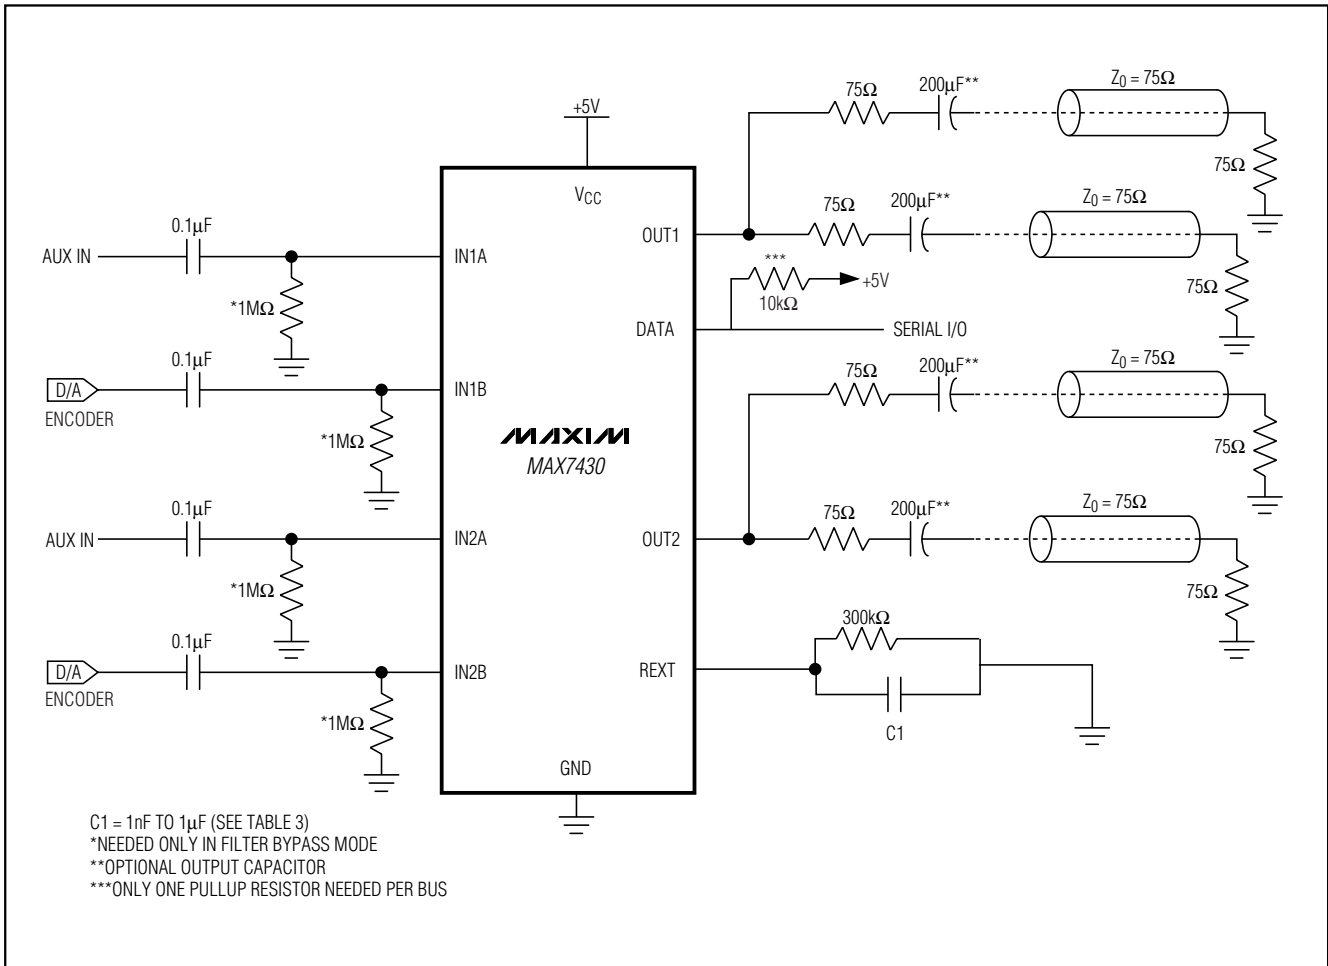 Z0 = 75Ω
75Ω
200µF**
+5V
75Ω
VCC
75Ω
200µF**
Z0 = 75Ω
0.1µF
OUT1
AUX IN
IN1A
***
+5V
75Ω
*1MΩ
10kΩ
DATA
SERIAL I/O
0.1µF
75Ω
200µF**
Z0 = 75Ω
D/A
IN1B
ENCODER
*1MΩ
MAXIM
MAX7430
75Ω
0.1µF
75Ω
200µF**
Z0 = 75Ω
AUX IN
IN2A
OUT2
*1MΩ
75Ω
0.1µF
300kΩ
D/A
IN2B
REXT
ENCODER
*1MΩ
C1
GND
C1 = 1nF TO 1µF (SEE TABLE 3)
*NEEDED ONLY IN FILTER BYPASS MODE
**OPTIONAL OUTPUT CAPACITOR
***ONLY ONE PULLUP RESISTOR NEEDED PER BUS